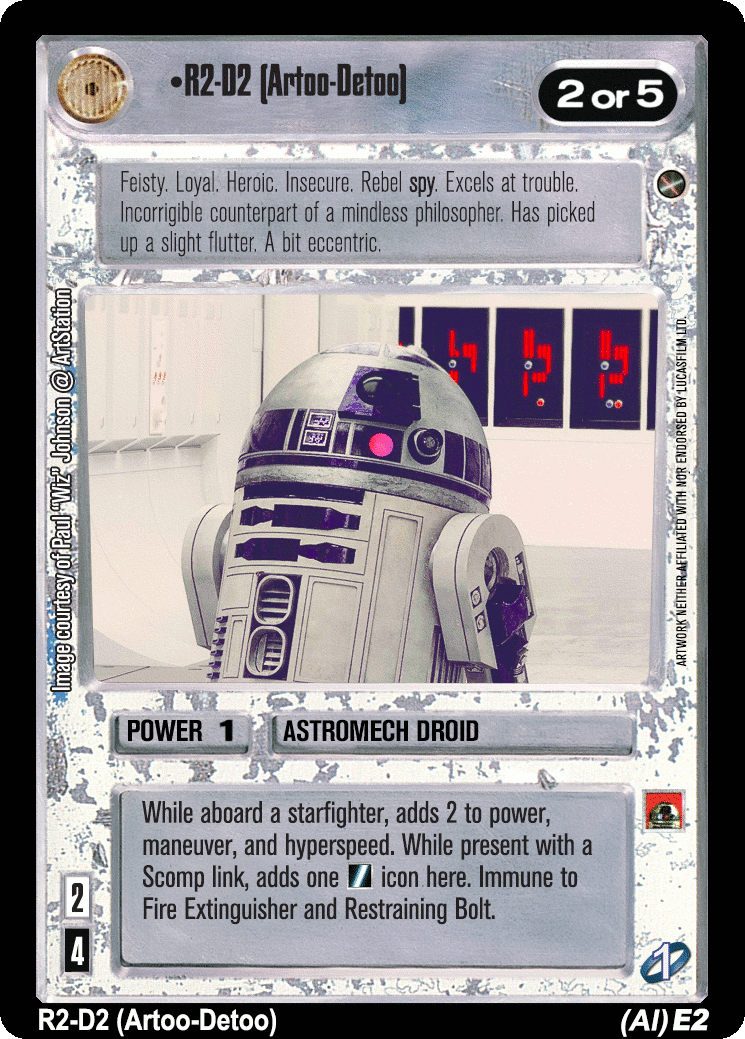 •R2-D2 (Artoo-Detoo)
2 or 5
Feisty. Loyal. Heroic. Insecure. Rebel spy. Excels at trouble.
Incorrigible counterpart of a mindless philosopher. Has picked
up a slight flutter. A bit eccentric.
Image courtesy of Paul "Wiz" Johnson @ ArtStation
ARTWORK NEITHER AFFILIATED WITH NOR ENDORSED BY LUCASFILM LTD.
POWER 1
ASTROMECH DROID
While aboard a starfighter, adds 2 to power,
maneuver, and hyperspeed. While present with a
Scomp link, adds one icon here. Immune to
Fire Extinguisher and Restraining Bolt.
2
4
1
R2-D2 (Artoo-Detoo)
(AI) E2